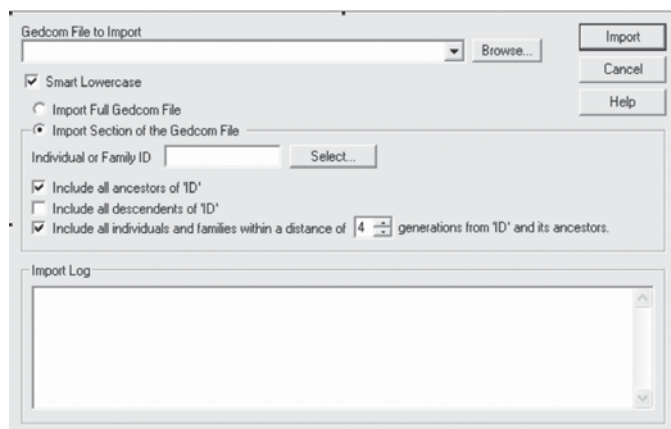 Gedcom File to Import
Browse...
Import
Cancel
Help
Smart Lowercase
Import Full Gedcom File
Import Section of the Gedcom File
Individual or Family ID
Select...
Include all ancestors of 'ID'
Include all descendents of 'ID'
Include all individuals and families within a distance of 4 generations from 'ID' and its ancestors.
Import Log